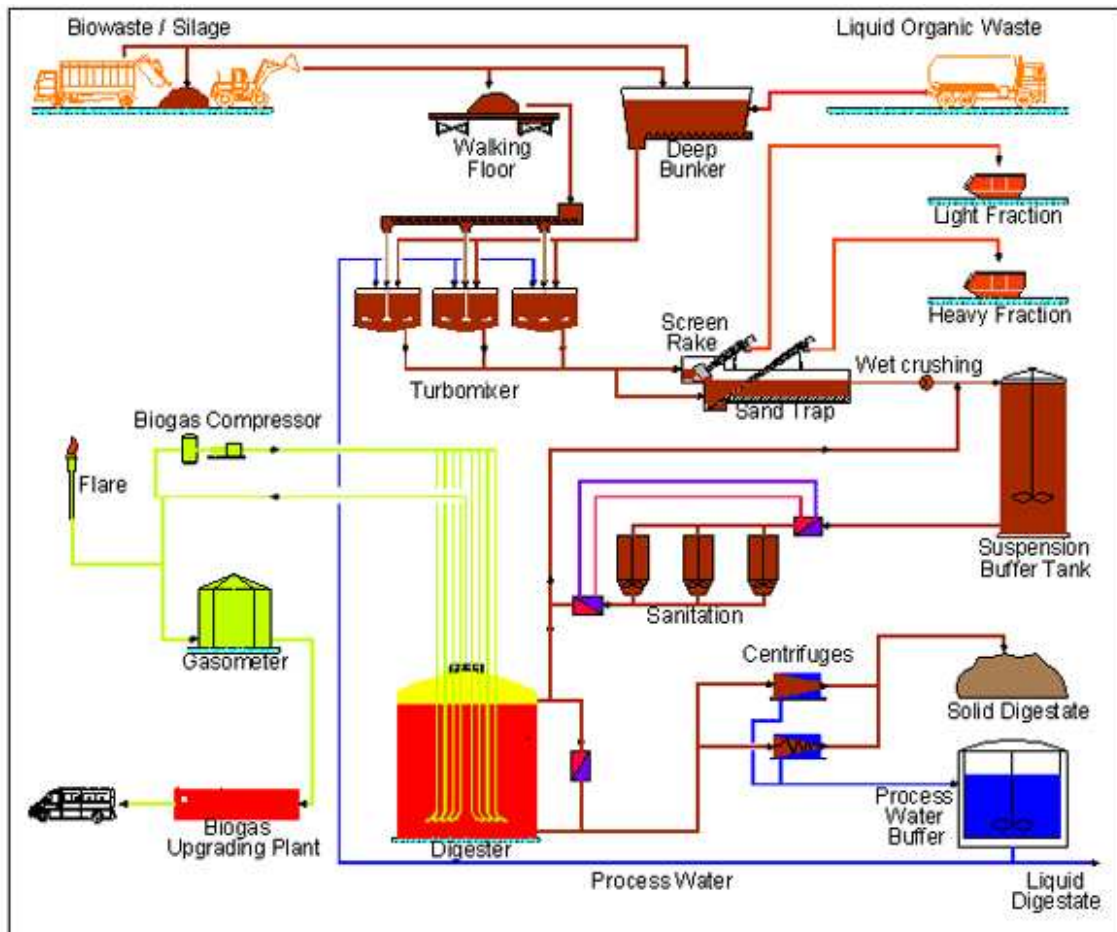 Biowaste / Silage
Liquid Organic Waste
Walking
Floor
Deep
Bunker
Light Fraction
Heavy Fraction
Screen
Rake
Wet crushing
Turbomixer
Sand Trap
Biogas Compressor
Flare
Suspension
Buffer Tank
Sanitation
Gasometer
Centrifuges
Solid Digestate
Process
Water
Buffer
Biogas
Upgrading Plant
Digester
Process Water
Liquid
Digestate